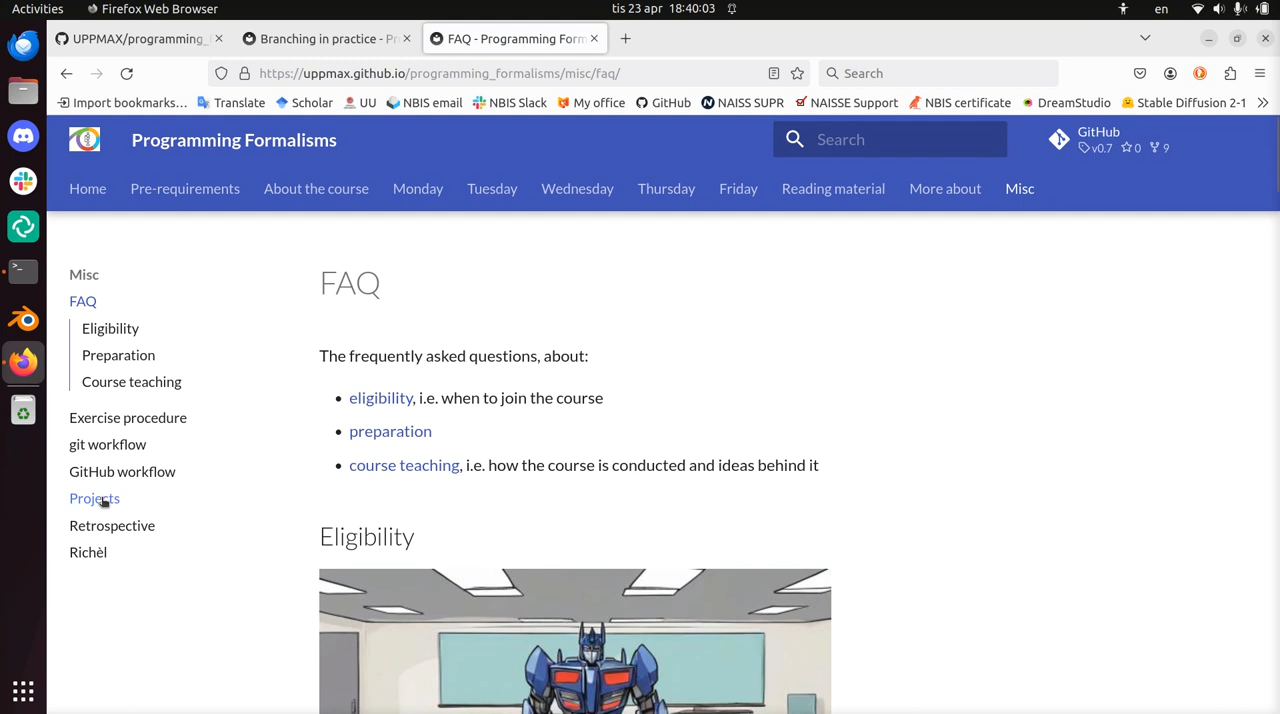 Activities Firefox Web Browser tis 23 apr 18:40:03 en
UPPMAX/programming_ Branching in practice - Pr FAQ - Programming Form
https://uppmax.github.io/programming_formalisms/misc/faq/ Search
Import bookmarks... Translate Scholar UU NBIS email NBIS Slack My office GitHub NAISS SUPR NAISSE Support NBIS certificate DreamStudio Stable Diffusion 2-1
Programming Formalisms Search GitHub
v0.7 0 9
Home Pre-requirements About the course Monday Tuesday Wednesday Thursday Friday Reading material More about Misc
Misc
FAQ
Eligibility
Preparation
Course teaching
Exercise procedure
git workflow
GitHub workflow
Projects
Retrospective
Richèl
FAQ
The frequently asked questions, about:
eligibility, i.e. when to join the course
preparation
course teaching, i.e. how the course is conducted and ideas behind it
Eligibility